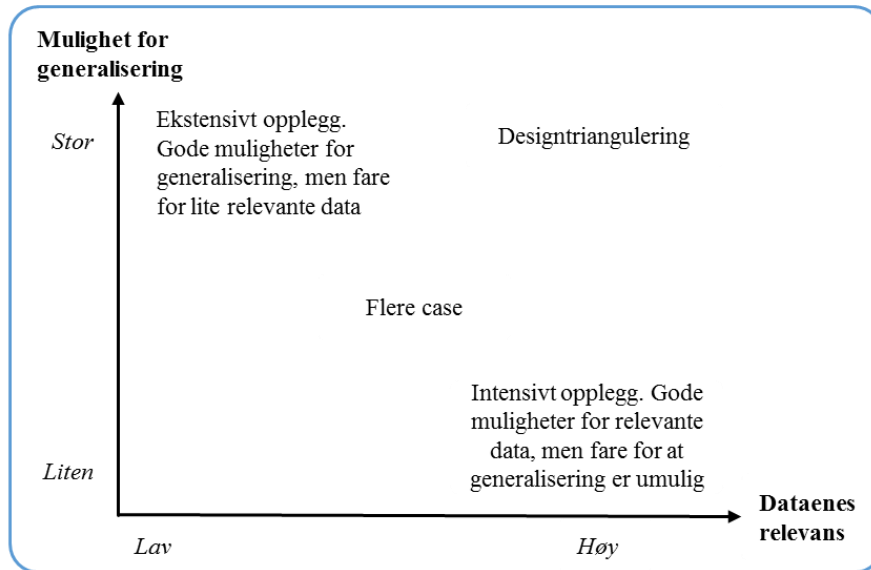 Mulighet for
generalisering
Stor
Ekstensivt opplegg.
Gode muligheter for
generalisering, men fare
for lite relevante data
Designtriangulering
Flere case
Intensivt opplegg. Gode
muligheter for relevante
data, men fare for at
generalisering er umulig
Liten
Dataenes
relevans
Lav
Høy